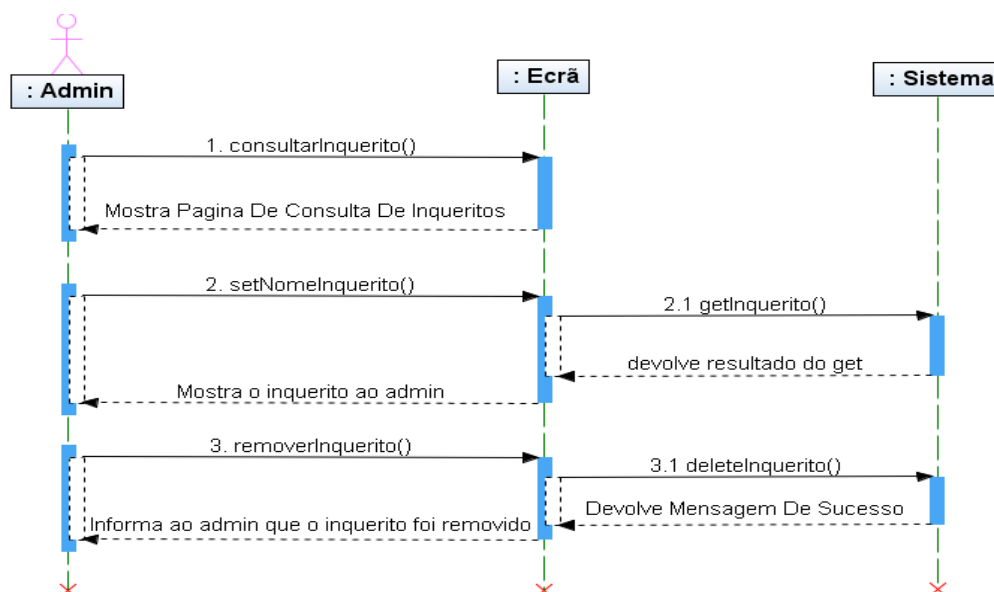 : Admin
: Ecrã
: Sistema
1. consultarInquerito()
Mostra Pagina De Consulta De Inqueritos
2. setNomeInquerito()
2.1 getInquerito()
devolve resultado do get
Mostra o inquerito ao admin
3. removerInquerito()
3.1 deleteInquerito()
Devolve Mensagem De Sucesso
Informa ao admin que o inquerito foi removido